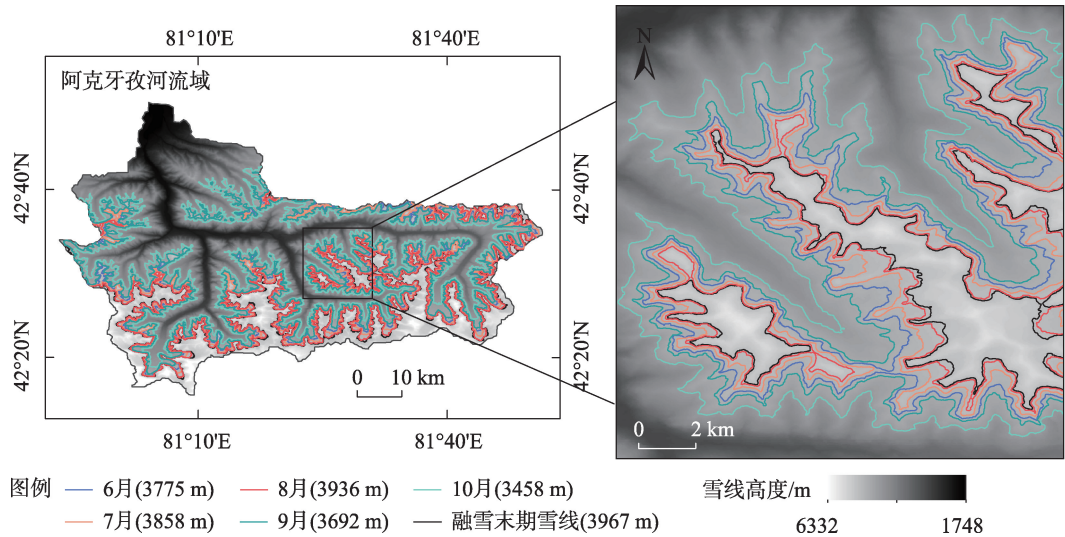 81°10′E
81°40′E
阿克牙孜河流域
42°40′N
42°20′N
42°40′N
42°20′N
0 10 km
81°10′E
81°40′E
N
0 2 km
图例
6月(3775 m)
8月(3936 m)
10月(3458 m)
7月(3858 m)
9月(3692 m)
融雪末期雪线(3967 m)
雪线高度/m
6332 1748